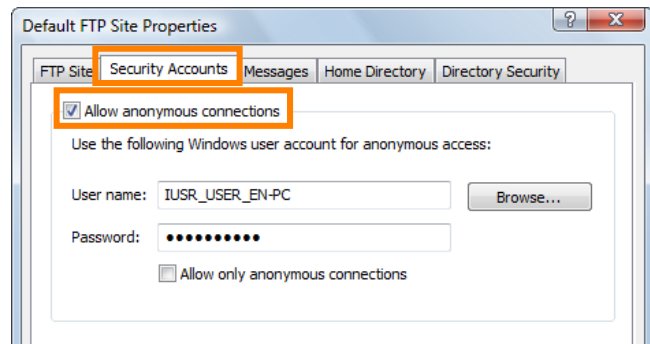 Default FTP Site Properties
FTP Site Security Accounts Messages Home Directory Directory Security
Allow anonymous connections
Use the following Windows user account for anonymous access:
User name: IUSR_USER_EN-PC Browse...
Password: ●●●●●●●●●●
Allow only anonymous connections